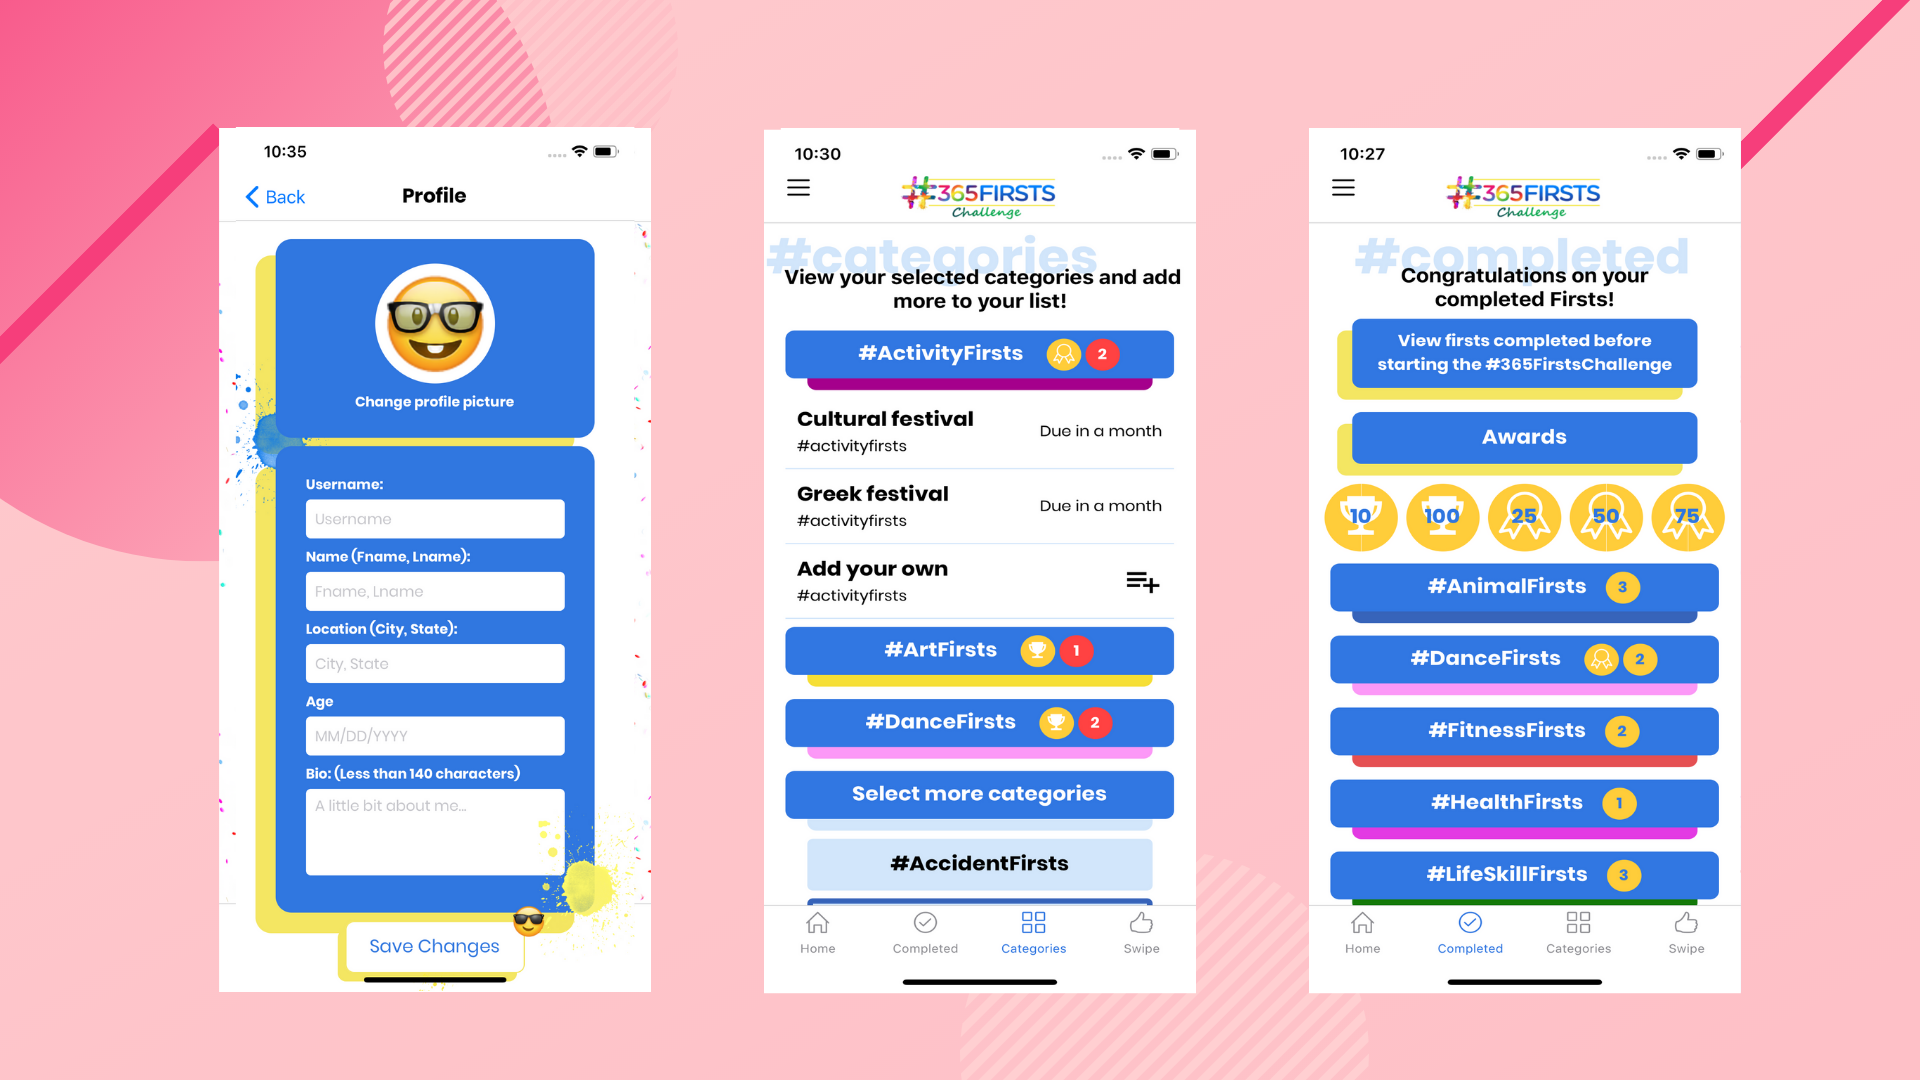 10:35
Back
Profile
Change profile picture
Username:
Username
Name (Fname, Lname):
Fname, Lname
Location (City, State):
City, State
Age
MM/DD/YYYY
Bio: (Less than 140 characters)
A little bit about me...
Save Changes
10:30
#365FIRSTS
Challenge
#categories
View your selected categories and add
more to your list!
#ActivityFirsts 2
Cultural festival
#activityfirsts
Due in a month
Greek festival
#activityfirsts
Due in a month
Add your own
#activityfirsts
#ArtFirsts 1
#DanceFirsts 2
Select more categories
#AccidentFirsts
Home Completed Categories Swipe
10:27
#365FIRSTS
Challenge
#completed
Congratulations on your
completed Firsts!
View firsts completed before
starting the #365FirstsChallenge
Awards
10 100 25 50 75
#AnimalFirsts 3
#DanceFirsts 2
#FitnessFirsts 2
#HealthFirsts 1
#LifeSkillFirsts 3
Home Completed Categories Swipe